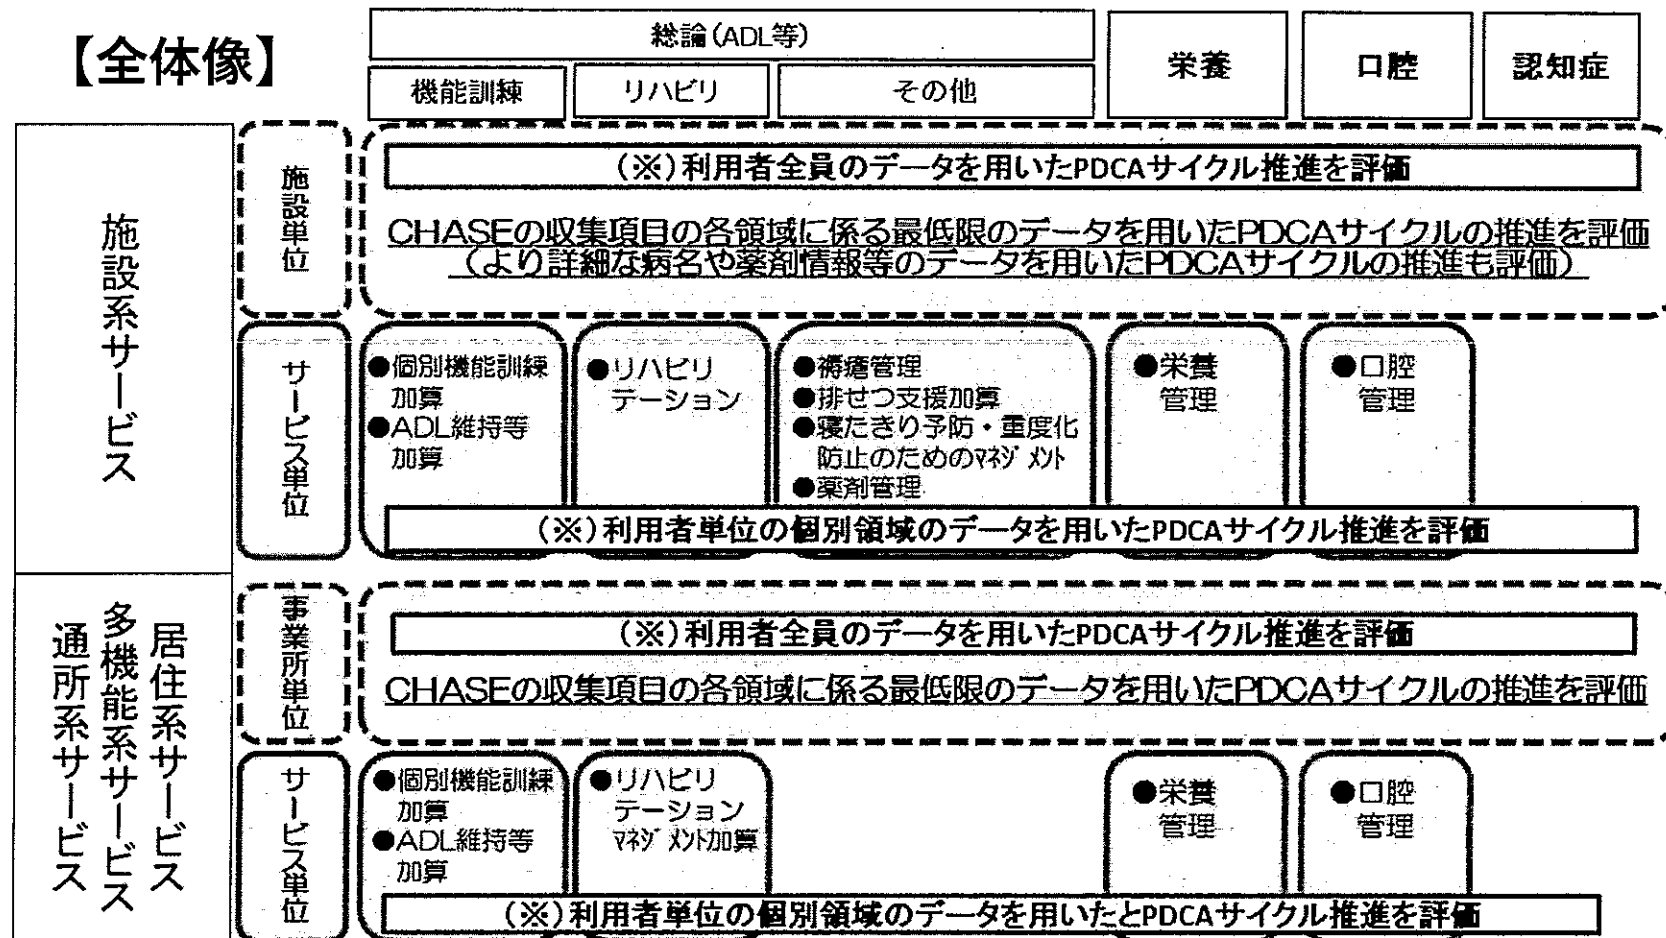 【全体像】
総論(ADL等)
機能訓練
リハビリ
その他
栄養
口腔
認知症
施設系サービス
施設単位
(※)利用者全員のデータを用いたPDCAサイクル推進を評価
CHASEの収集項目の各領域に係る最低限のデータを用いたPDCAサイクルの推進を評価
(より詳細な病名や薬剤情報等のデータを用いたPDCAサイクルの推進も評価)
サービス単位
●個別機能訓練
加算
●ADL維持等
加算
●リハビリ
テーション
●褥瘡管理
●排せつ支援加算
●寝たきり予防・重度化
防止のためのマネジメント
●薬剤管理
●栄養
管理
●口腔
管理
(※)利用者単位の個別領域のデータを用いたPDCAサイクル推進を評価
居住系サービス
多機能系サービス
通所系サービス
事業所単位
(※)利用者全員のデータを用いたPDCAサイクル推進を評価
CHASEの収集項目の各領域に係る最低限のデータを用いたPDCAサイクルの推進を評価
サービス単位
●個別機能訓練
加算
●ADL維持等
加算
●リハビリ
テーション
マネジメント加算
●栄養
管理
●口腔
管理
(※)利用者単位の個別領域のデータを用いたとPDCAサイクル推進を評価